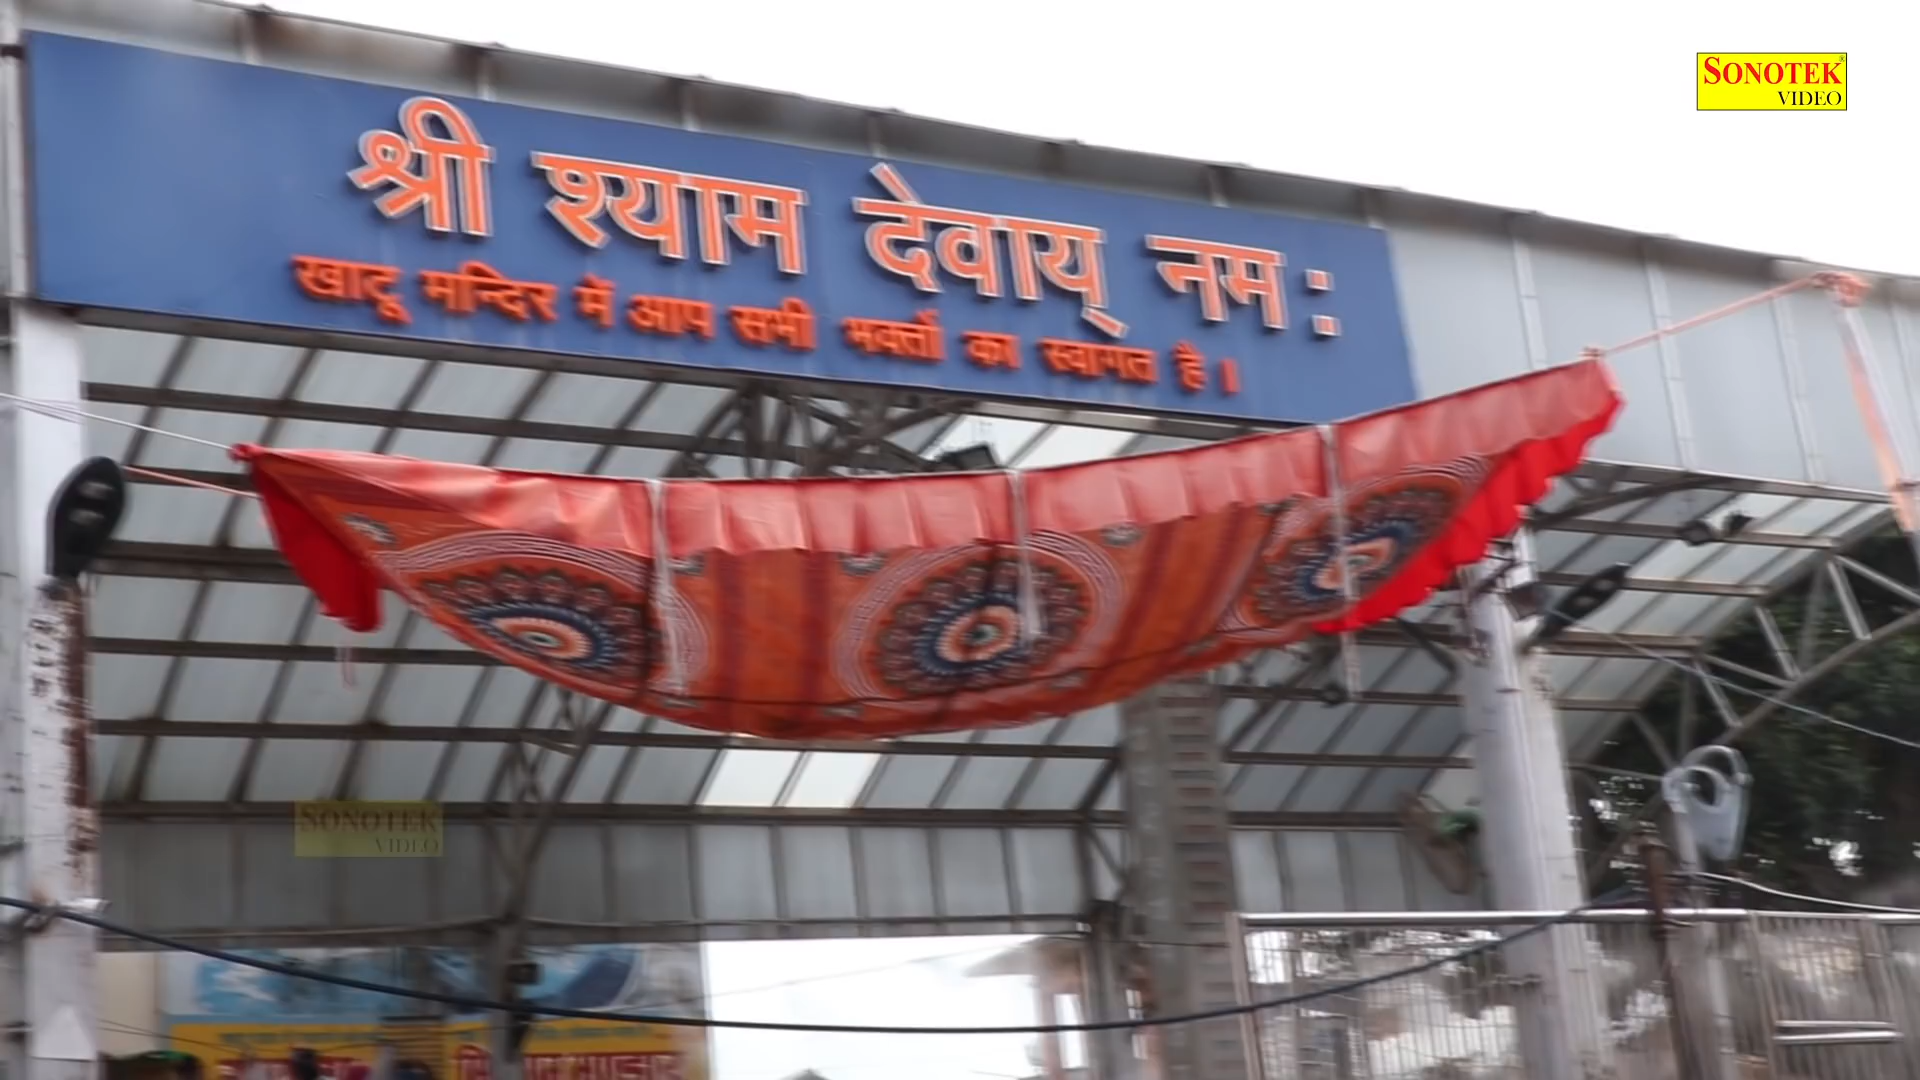 SONOTEK
VIDEO
श्री श्याम देवाय् नम :
खाटू मन्दिर में आप सभी भक्तों का स्वागत है ।
SONOTEK
VIDEO